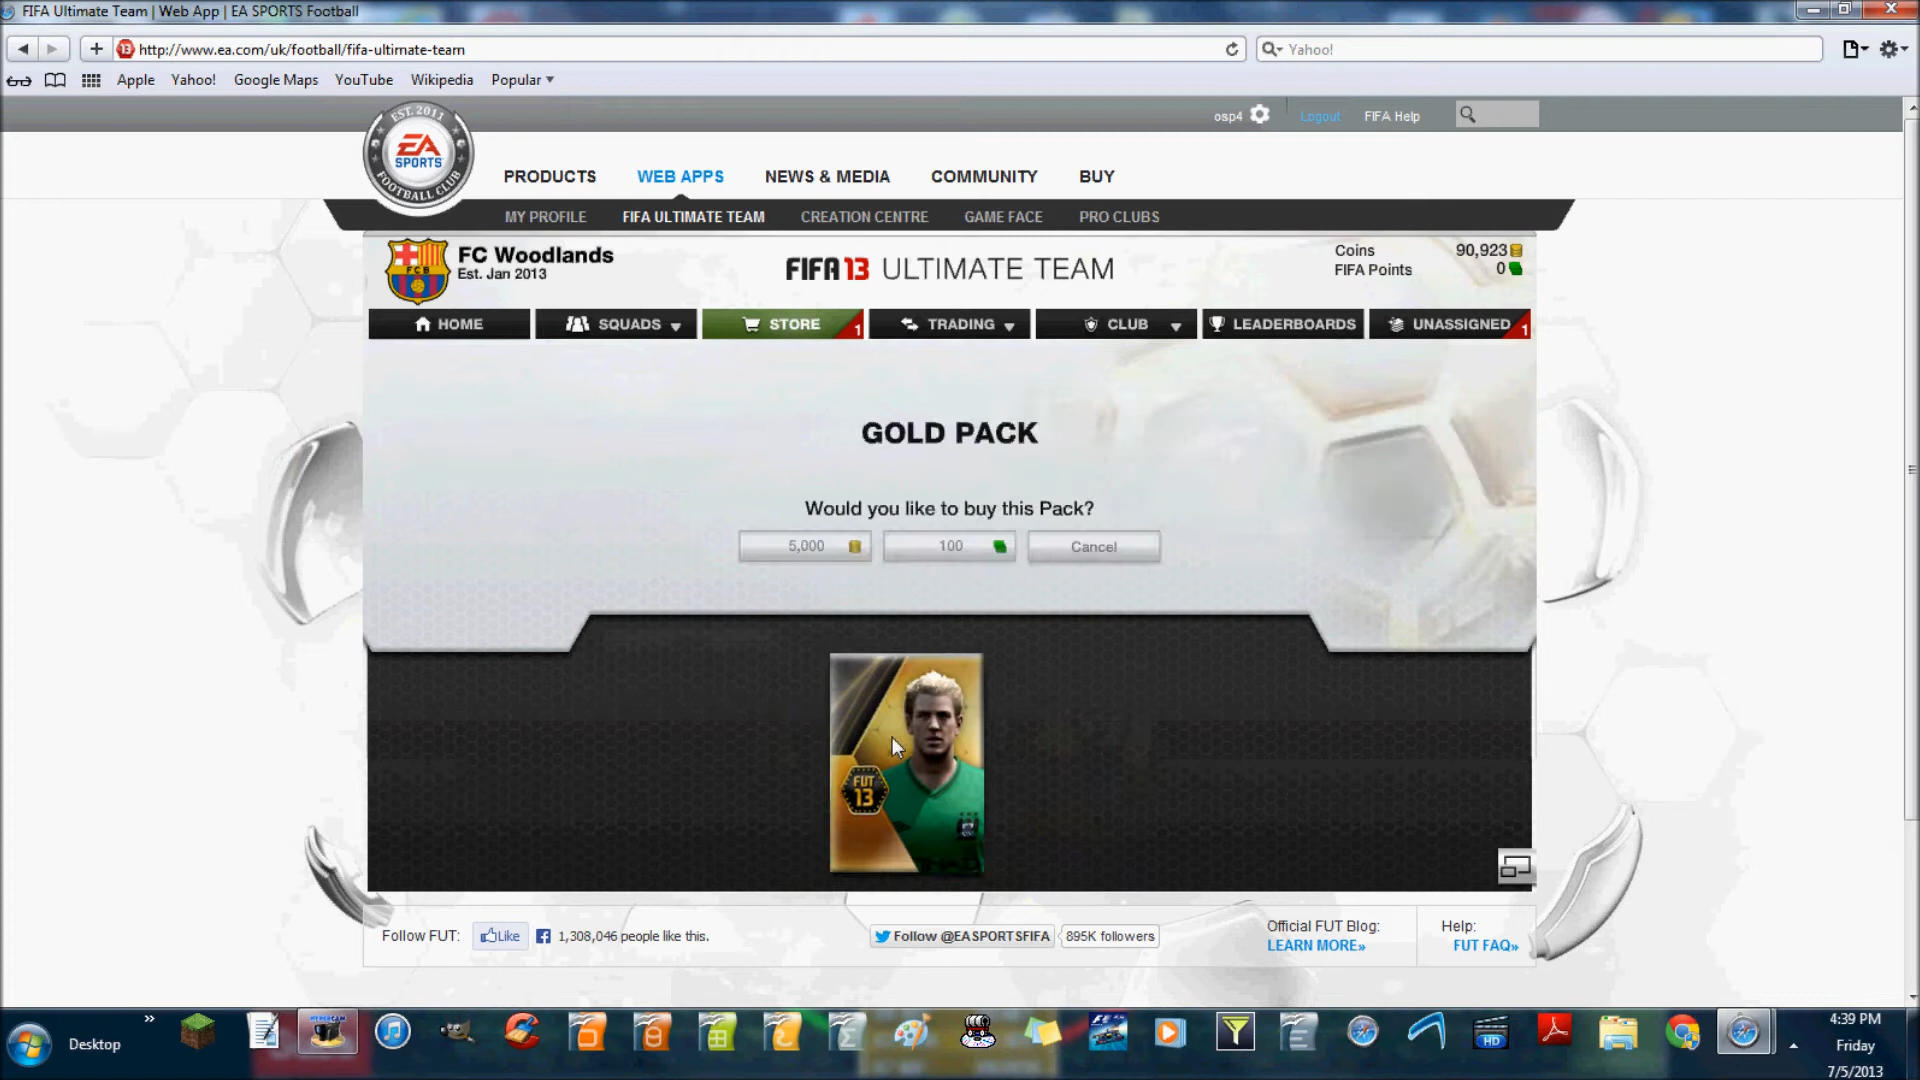 FIFA Ultimate Team | Web App | EA SPORTS Football
http://www.ea.com/uk/football/fifa-ultimate-team
Yahoo!
Apple Yahoo! Google Maps YouTube Wikipedia Popular
osp4 Logout FIFA Help
EST. 2011
EA
SPORTS
FOOTBALL CLUB
PRODUCTS WEB APPS NEWS & MEDIA COMMUNITY BUY
MY PROFILE FIFA ULTIMATE TEAM CREATION CENTRE GAME FACE PRO CLUBS
FCB
FC Woodlands
Est. Jan 2013
FIFA 13 ULTIMATE TEAM
Coins 90,923
FIFA Points 0
HOME SQUADS STORE 1 TRADING CLUB LEADERBOARDS UNASSIGNED 1
GOLD PACK
Would you like to buy this Pack?
5,000 100 Cancel
FUT
13
Follow FUT: Like 1,308,046 people like this.
Follow @EASPORTSFIFA 895K followers
Official FUT Blog:
LEARN MORE»
Help:
FUT FAQ»
Desktop
HD
4:39 PM
Friday
7/5/2013